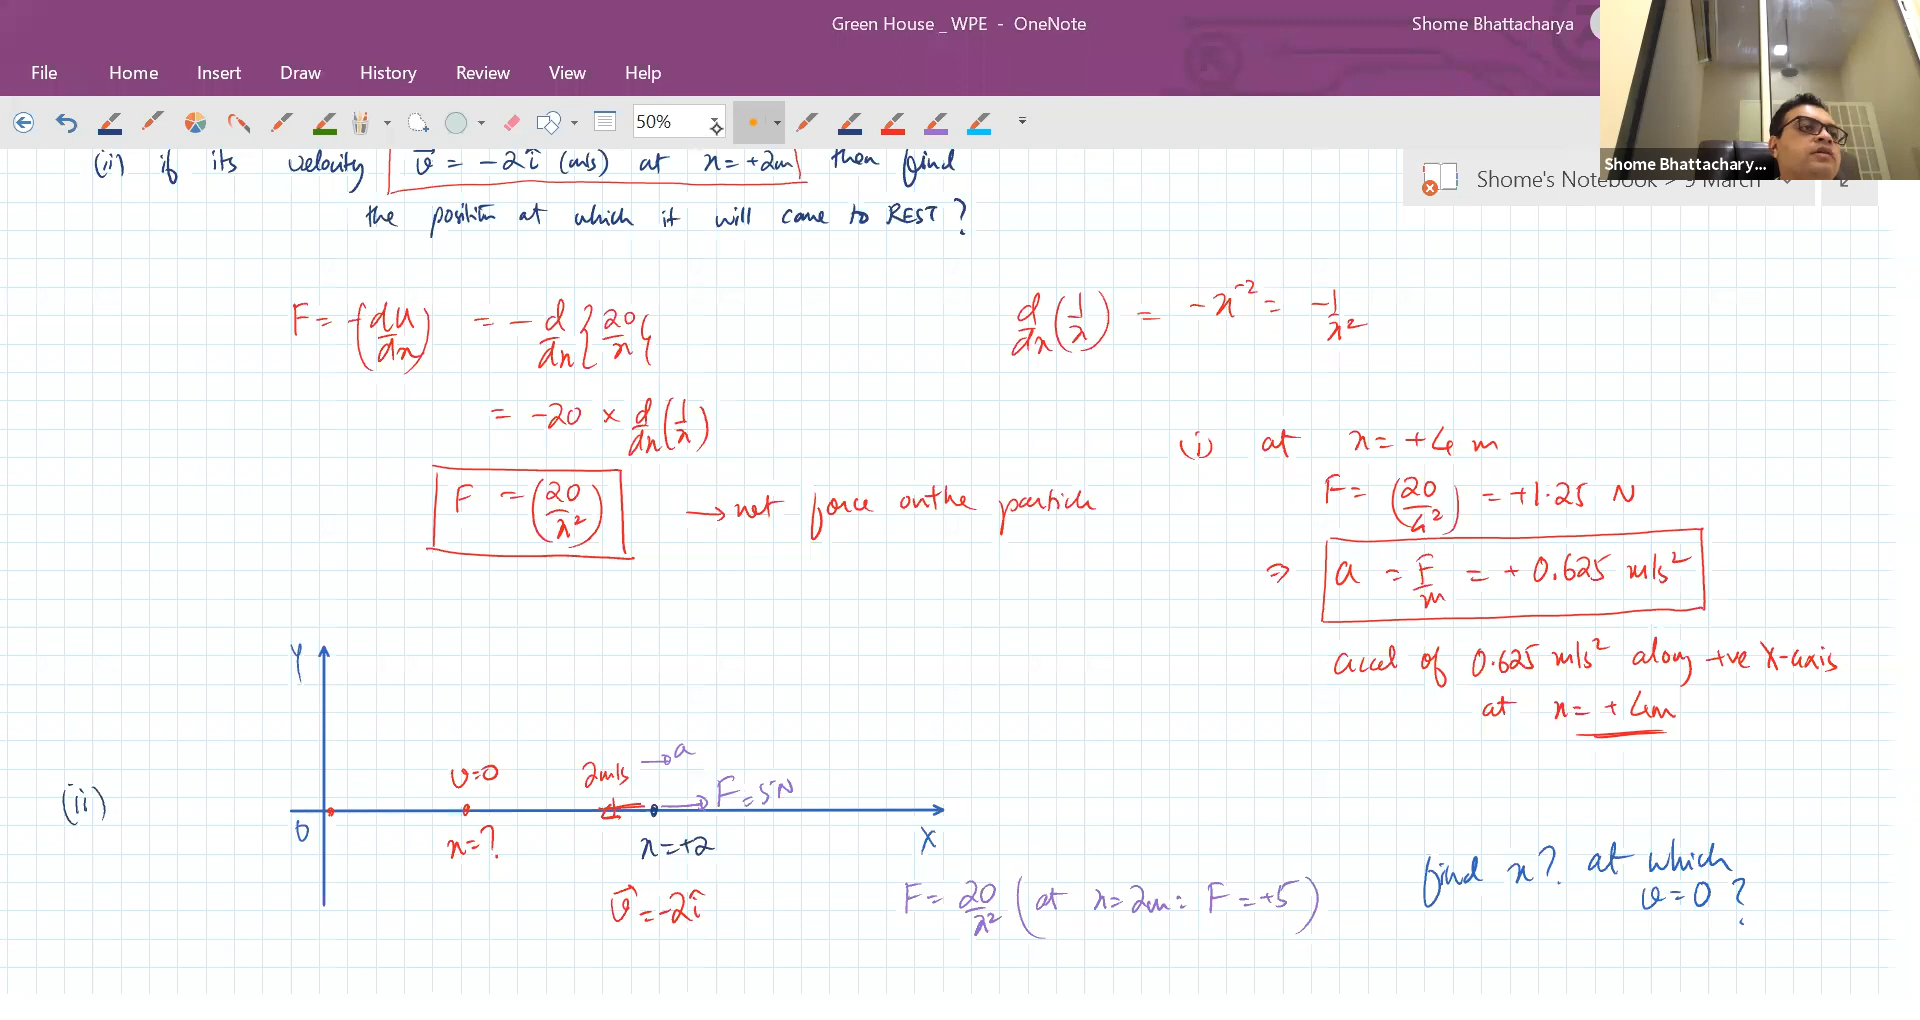 Green House _ WPE - OneNote
Shome Bhattacharya
File Home Insert Draw History Review View Help
50%
Shome Bhattachary...
Shome's Notebook > 9 March
(ii) if its velocity v⃗ = -2î (m/s) at x = +2m then find
the position at which it will come to REST ?
F = -(du/dx) = - d/dx {20/x}
= -20 × d/dx (1/x)
F = (20/x²) → net force on the particle
d/dx (1/x) = -x⁻² = -1/x²
(i) at x = +4 m
F = (20/4²) = +1.25 N
⇒ a = F/m = + 0.625 m/s²
accel of 0.625 m/s² along +ve X-axis
at x = +4m
(ii)
Y
v=0 2m/s → a
F = 5N
O x=? x=+2 X
v⃗ = -2î
F = 20/x² (at x = 2m : F = +5)
find x? at which
v = 0 ?